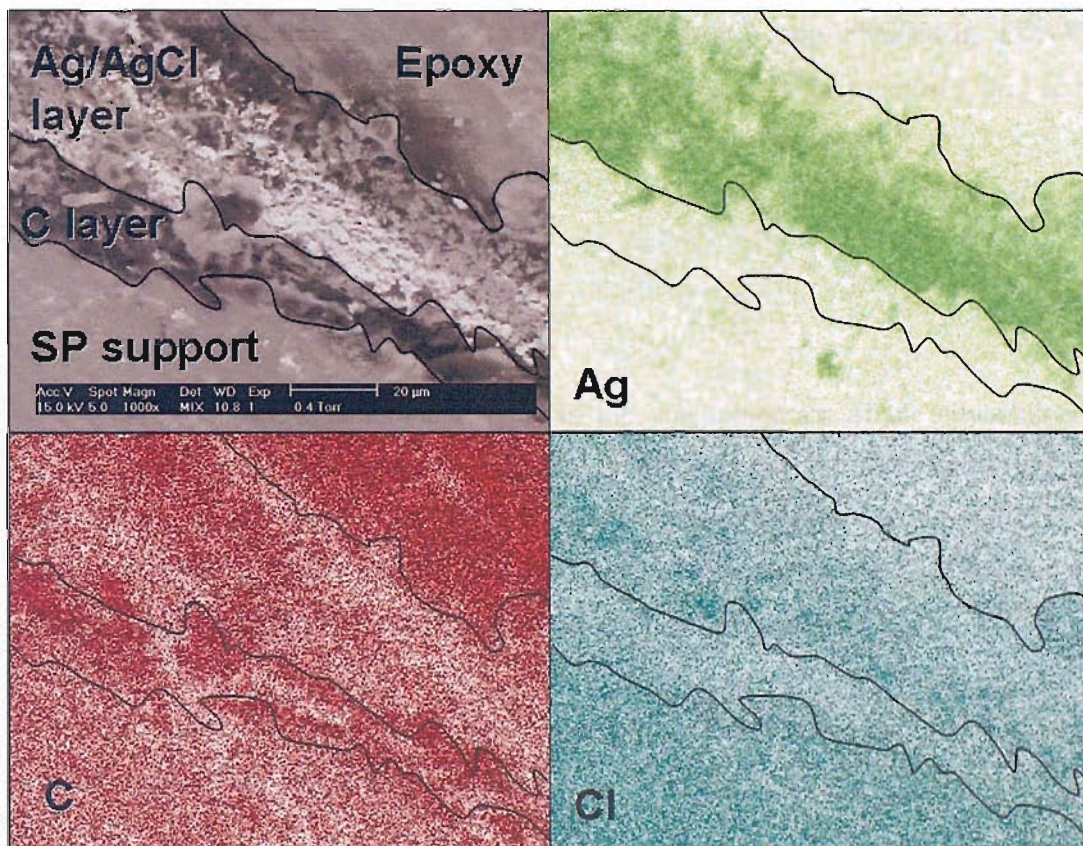 Ag/AgCl
layer
Epoxy
C layer
SP support
Acc.V Spot Magn Det WD Exp 20 µm
15.0 kV 5.0 1000x MIX 10.8 1 0.4 Torr
Ag
C
Cl